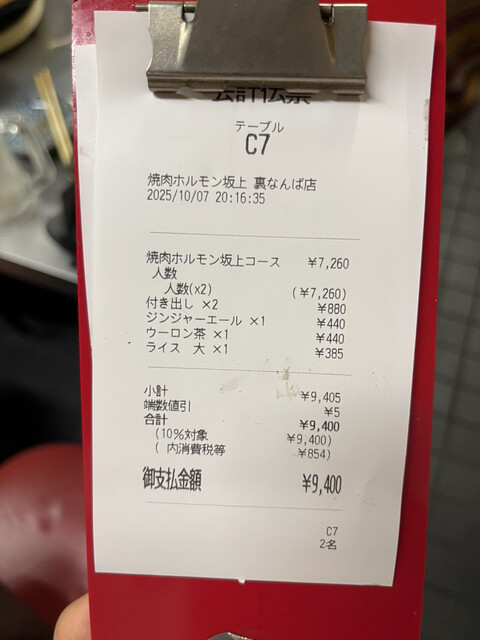 会計伝票
テーブル
C7
焼肉ホルモン坂上 裏なんば店
2025/10/07 20:16:35
焼肉ホルモン坂上コース ¥7,260
人数
人数(x2) (¥7,260)
付き出し ×2 ¥880
ジンジャーエール ×1 ¥440
ウーロン茶 ×1 ¥440
ライス 大 ×1 ¥385
小計 ¥9,405
端数値引 ¥5
合計 ¥9,400
(10%対象 ¥9,400)
( 内消費税等 ¥854)
御支払金額 ¥9,400
C7
2名